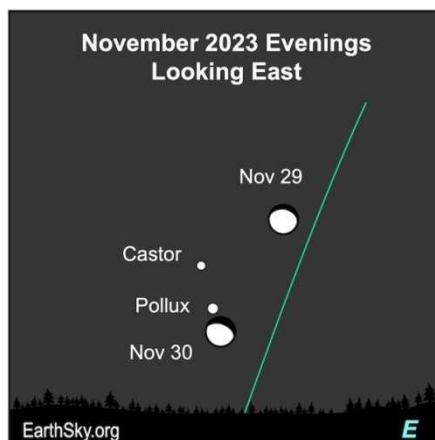 November 2023 Evenings
Looking East
Nov 29
Castor
Pollux
Nov 30
EarthSky.org
E